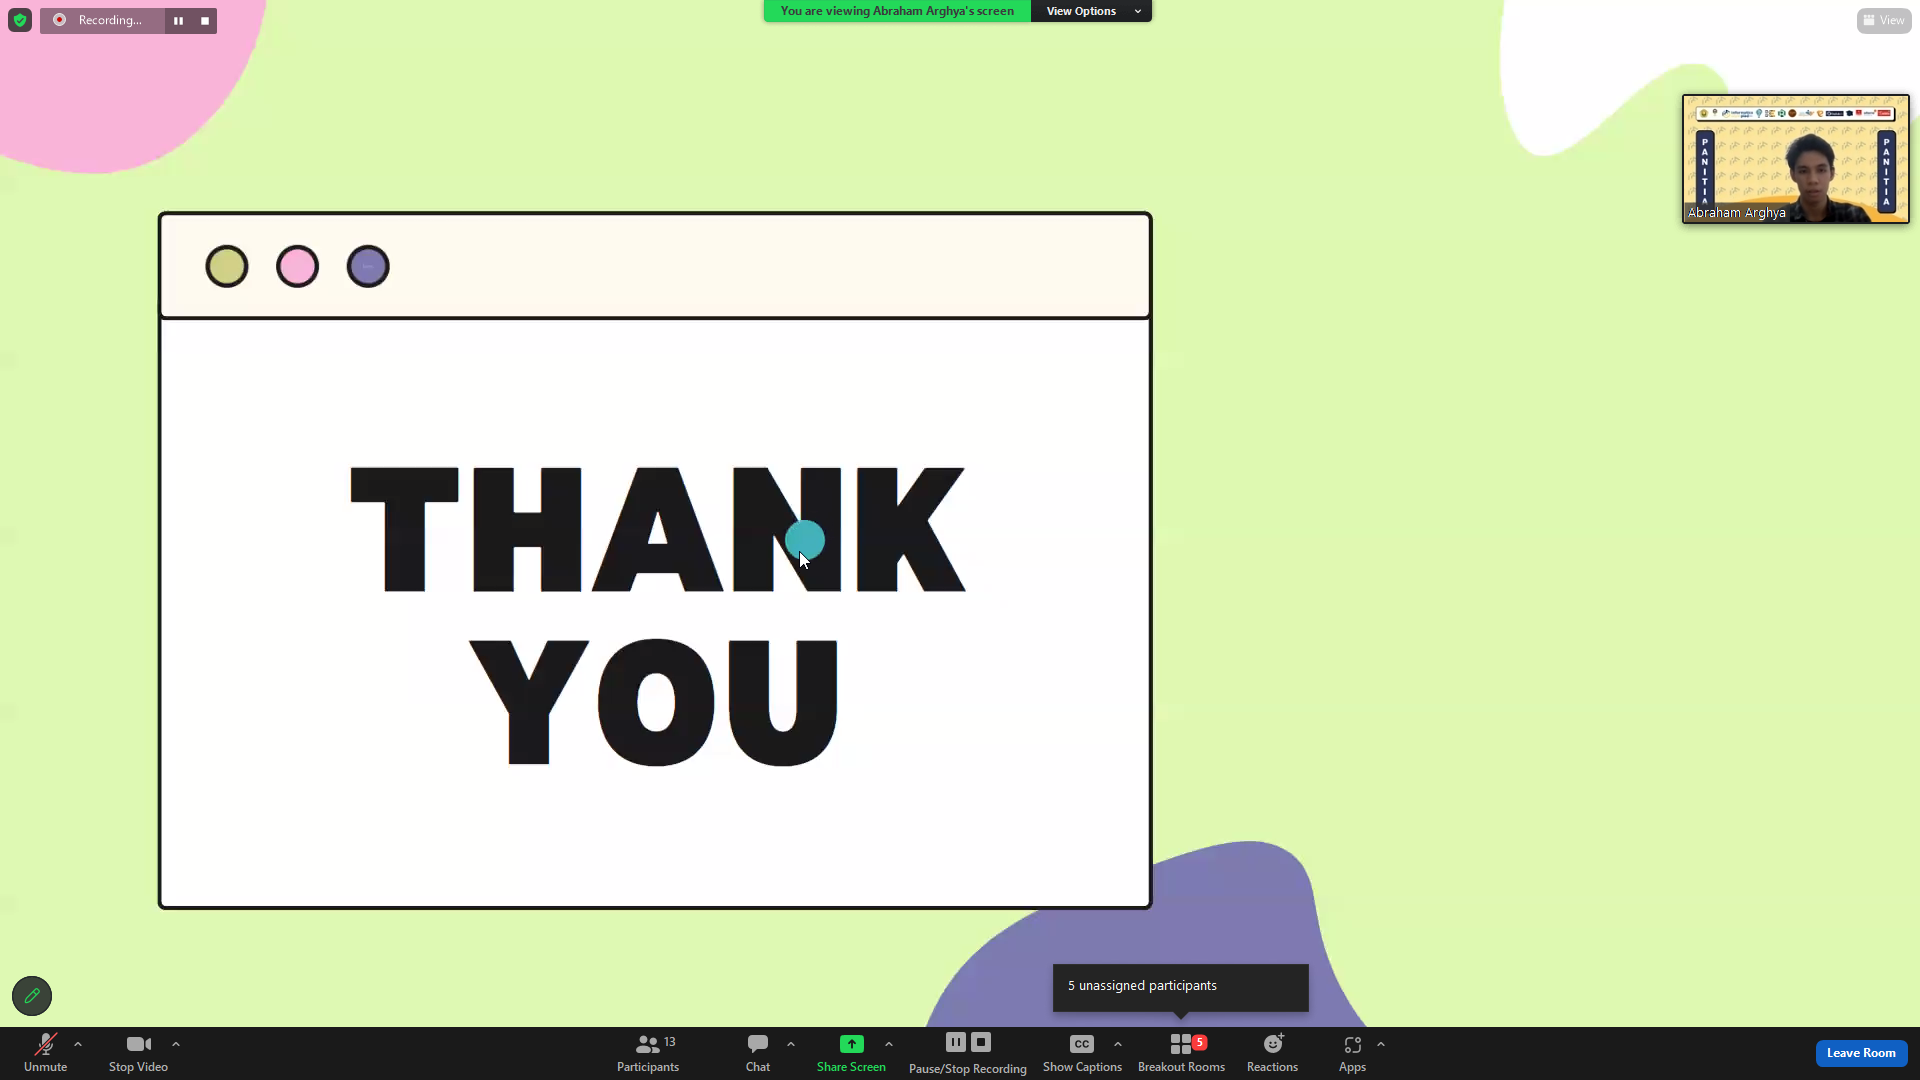 Recording...
You are viewing Abraham Arghya's screen
View Options
View
PANITIA
PANITIA
Abraham Arghya
THANK
YOU
5 unassigned participants
Unmute
Stop Video
13
Participants
Chat
Share Screen
Pause/Stop Recording
CC
Show Captions
5
Breakout Rooms
Reactions
Apps
Leave Room